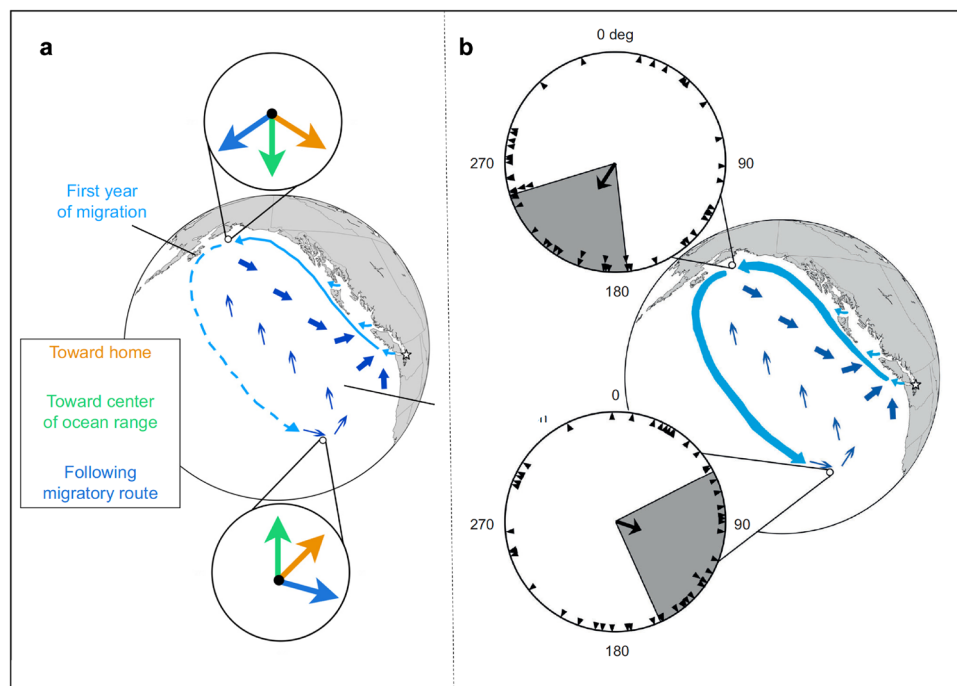 a
First year
of migration
Toward home
Toward center
of ocean range
Following
migratory route
b
0 deg
270
90
180
0
270
90
180